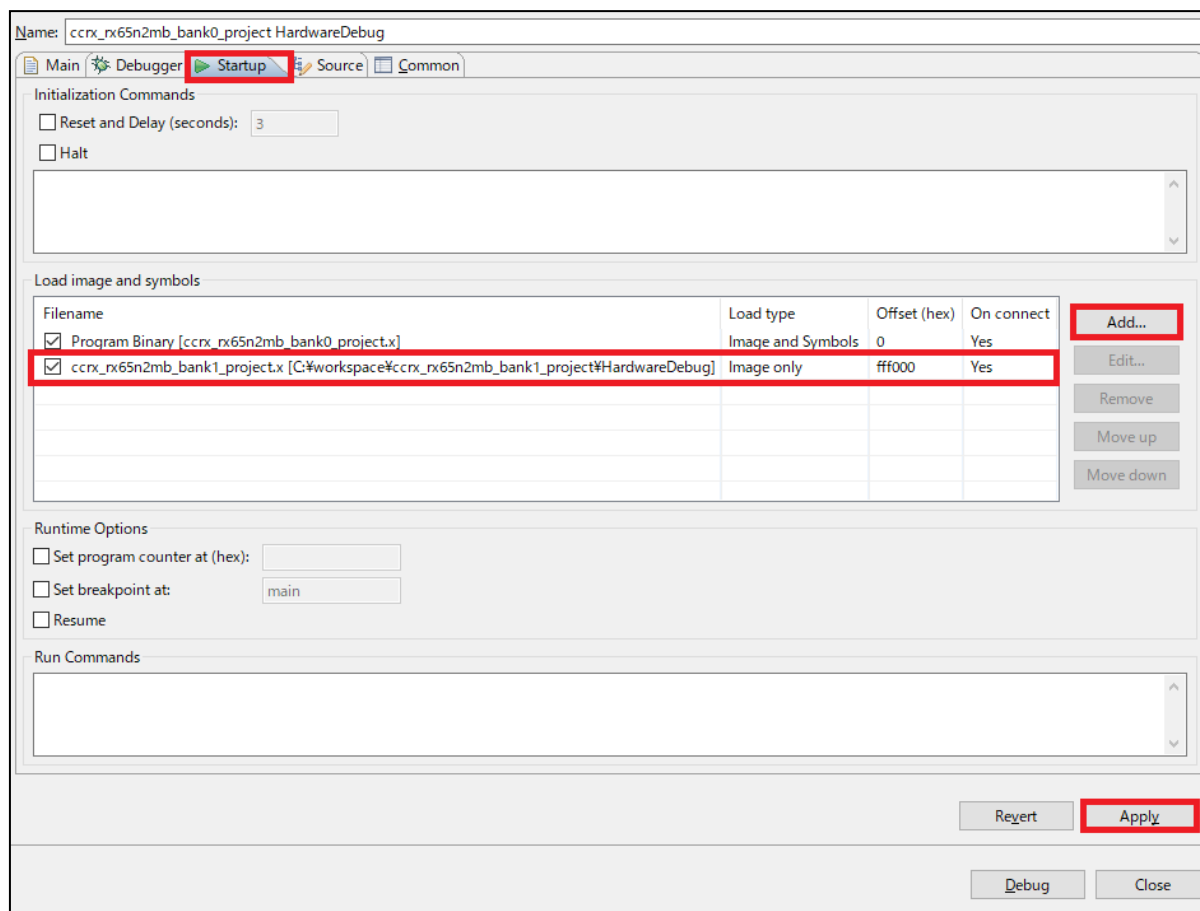 Name: ccrx_rx65n2mb_bank0_project HardwareDebug
Main Debugger Startup Source Common
Initialization Commands
Reset and Delay (seconds): 3
Halt
Load image and symbols
Filename Load type Offset (hex) On connect
Program Binary [ccrx_rx65n2mb_bank0_project.x] Image and Symbols 0 Yes
ccrx_rx65n2mb_bank1_project.x [C:¥workspace¥ccrx_rx65n2mb_bank1_project¥HardwareDebug] Image only fff000 Yes
Add...
Edit...
Remove
Move up
Move down
Runtime Options
Set program counter at (hex):
Set breakpoint at: main
Resume
Run Commands
Revert Apply
Debug Close